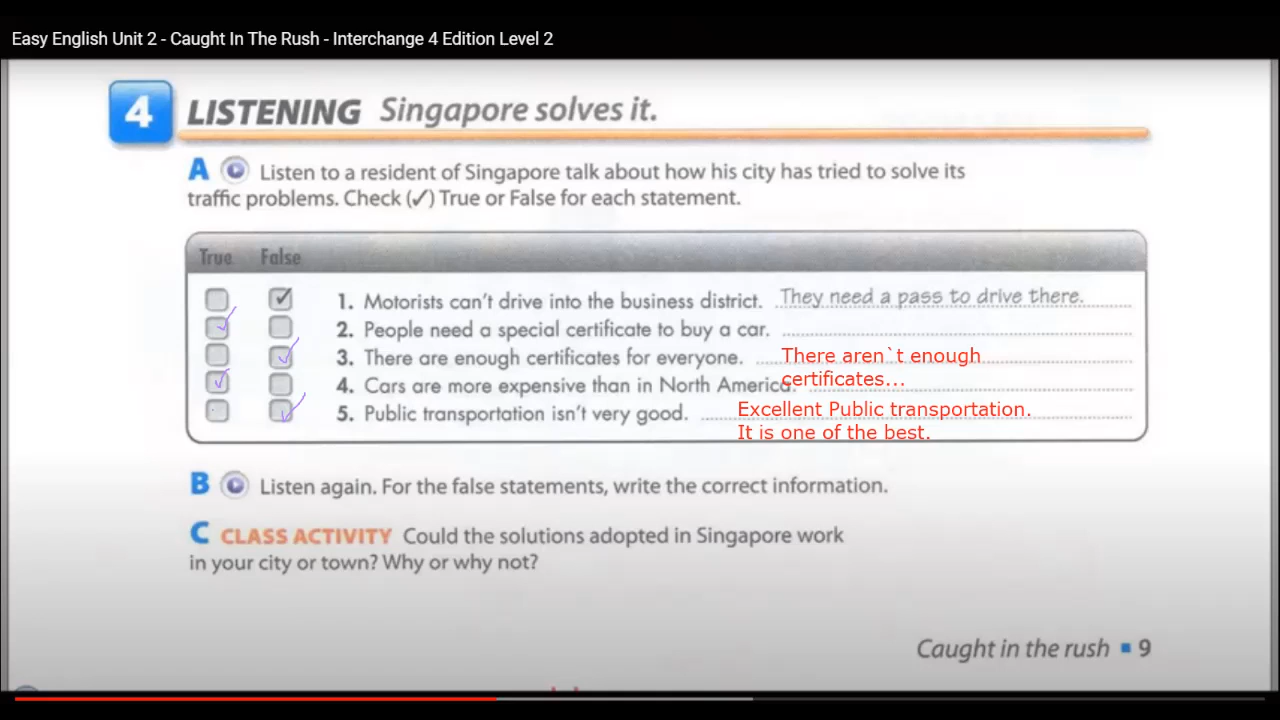 Easy English Unit 2 - Caught In The Rush - Interchange 4 Edition Level 2
4 LISTENING Singapore solves it.
A Listen to a resident of Singapore talk about how his city has tried to solve its
traffic problems. Check (✓) True or False for each statement.
True False
1. Motorists can't drive into the business district. They need a pass to drive there.
2. People need a special certificate to buy a car.
3. There are enough certificates for everyone. There aren`t enough
certificates...
4. Cars are more expensive than in North America.
5. Public transportation isn't very good. Excellent Public transportation.
It is one of the best.
B Listen again. For the false statements, write the correct information.
C CLASS ACTIVITY Could the solutions adopted in Singapore work
in your city or town? Why or why not?
Caught in the rush ▪ 9